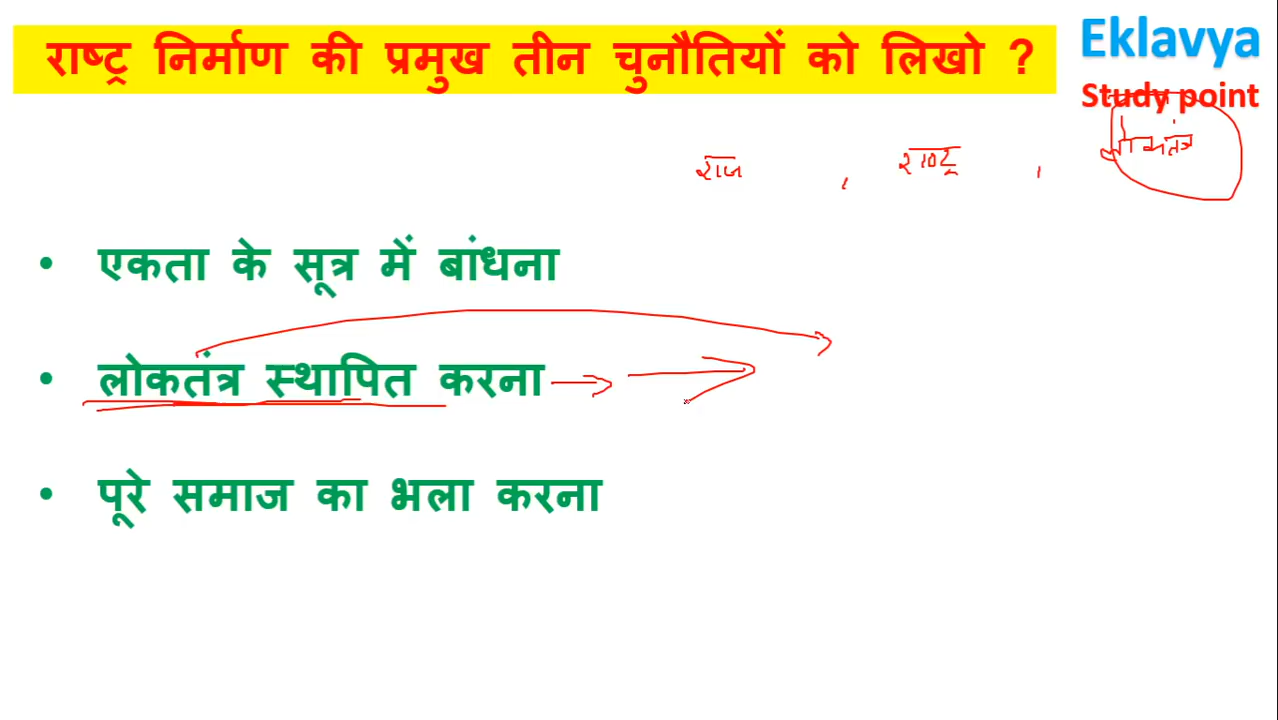 राष्ट्र निर्माण की प्रमुख तीन चुनौतियों को लिखो ?
Eklavya
Study point
राज , राष्ट्र , लोकतंत्र
• एकता के सूत्र में बांधना
• लोकतंत्र स्थापित करना
• पूरे समाज का भला करना